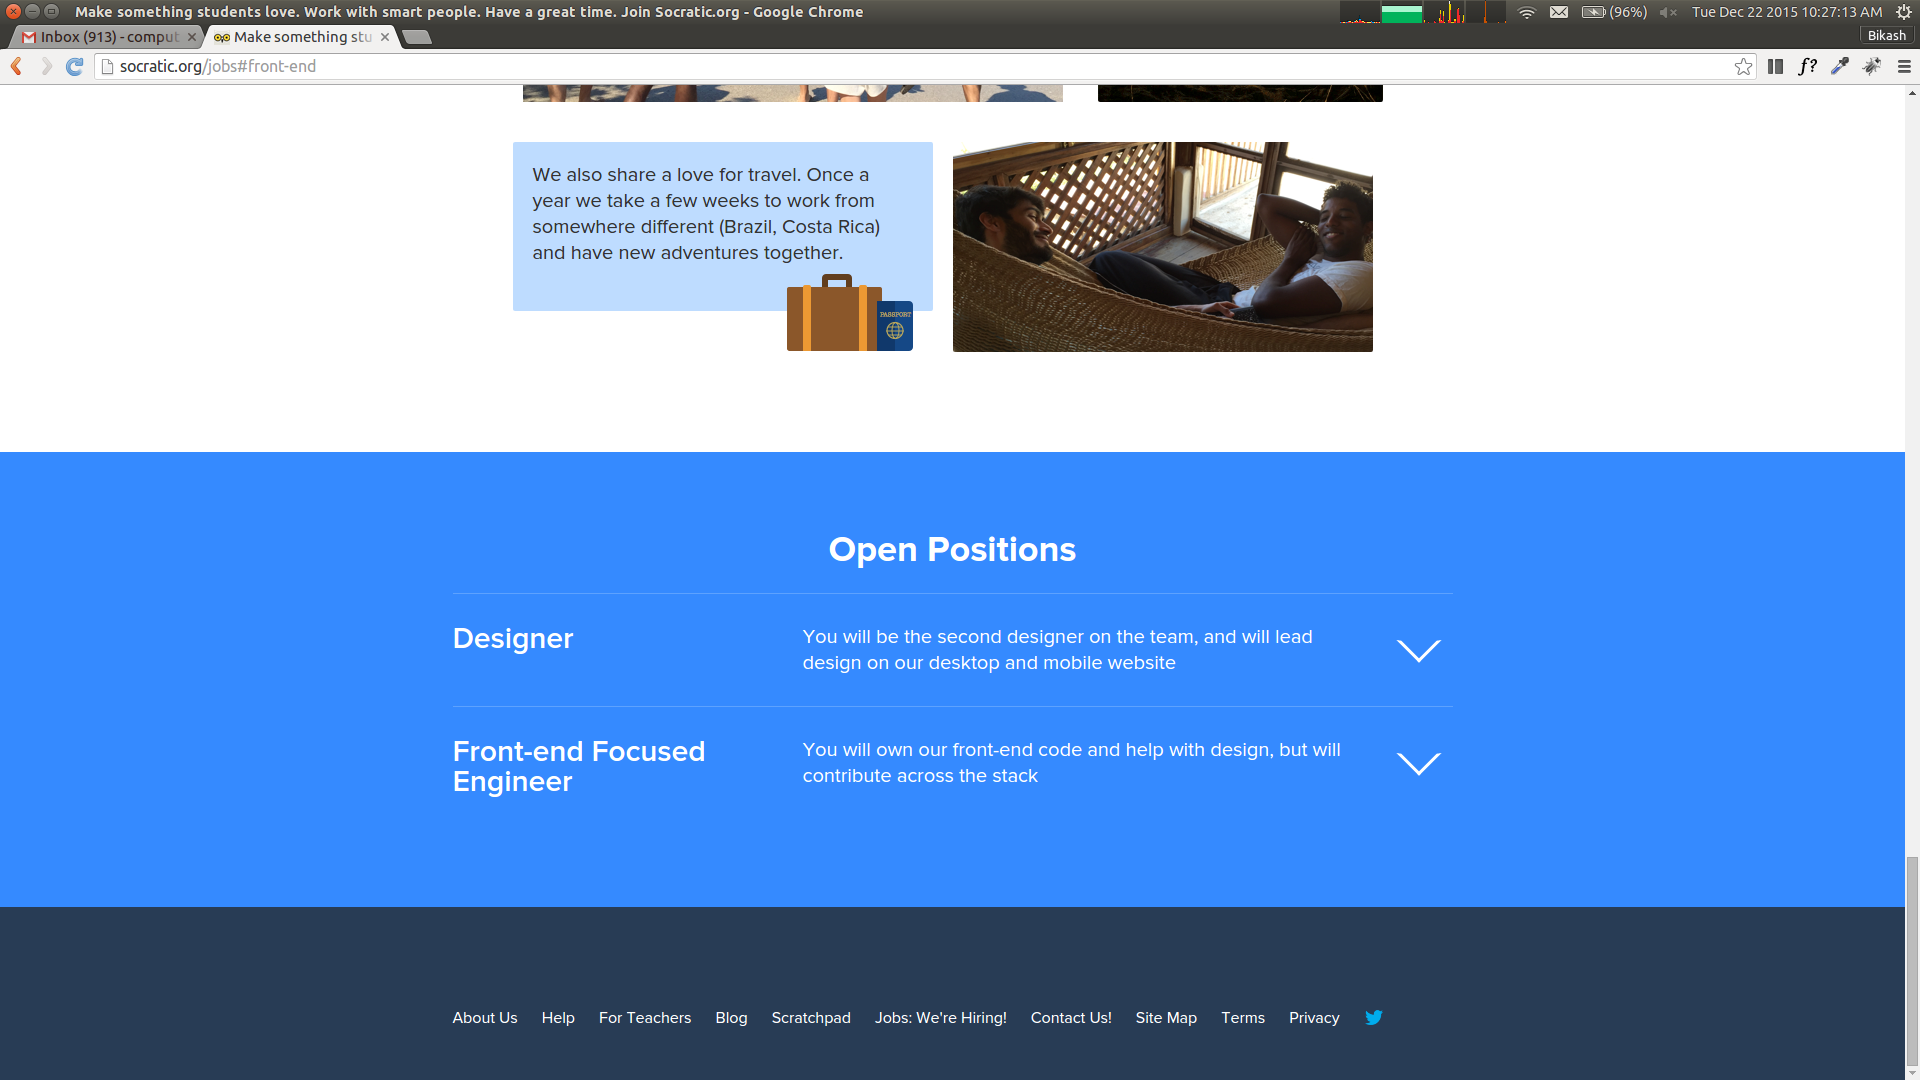 Make something students love. Work with smart people. Have a great time. Join Socratic.org - Google Chrome
(96%)
Tue Dec 22 2015 10:27:13 AM
Inbox (913) - comput
Make something stu
Bikash
socratic.org/jobs#front-end
f?
We also share a love for travel. Once a
year we take a few weeks to work from
somewhere different (Brazil, Costa Rica)
and have new adventures together.
PASSPORT
Open Positions
Designer
You will be the second designer on the team, and will lead
design on our desktop and mobile website
Front-end Focused
Engineer
You will own our front-end code and help with design, but will
contribute across the stack
About Us
Help
For Teachers
Blog
Scratchpad
Jobs: We're Hiring!
Contact Us!
Site Map
Terms
Privacy